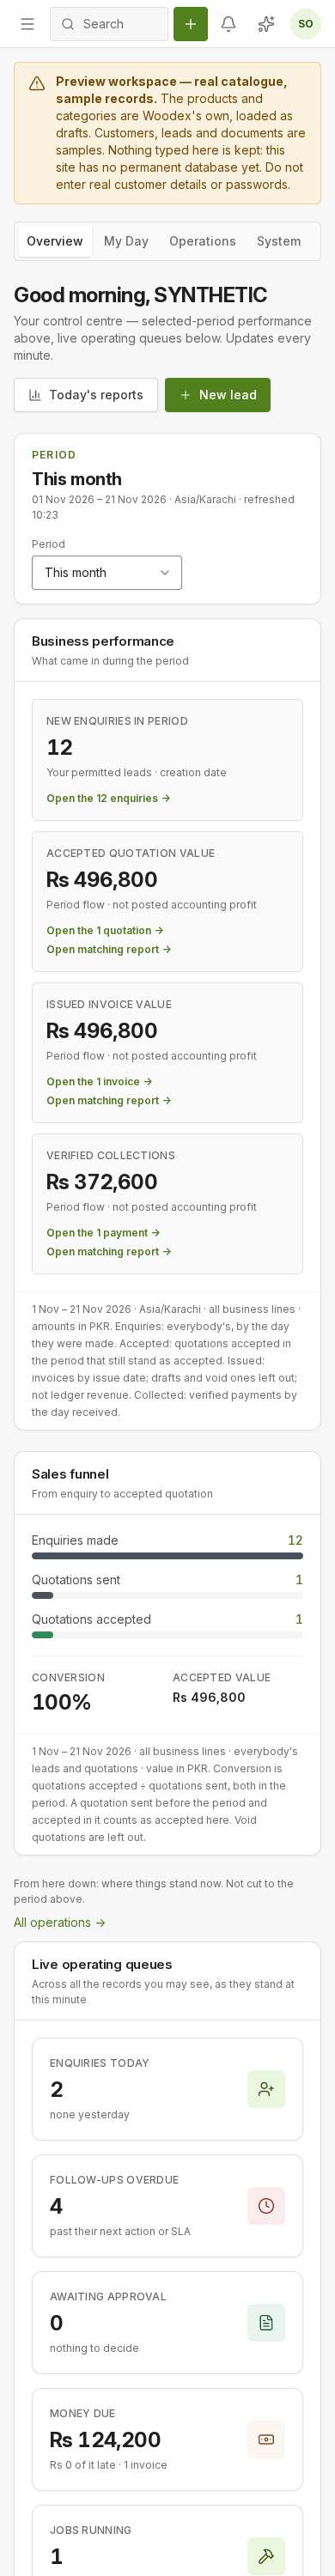 Search
SO
Preview workspace — real catalogue,
sample records. The products and
categories are Woodex's own, loaded as
drafts. Customers, leads and documents are
samples. Nothing typed here is kept: this
site has no permanent database yet. Do not
enter real customer details or passwords.
Overview
My Day
Operations
System
Good morning, SYNTHETIC
Your control centre — selected-period performance
above, live operating queues below. Updates every
minute.
Today's reports
New lead
PERIOD
This month
01 Nov 2026 – 21 Nov 2026 · Asia/Karachi · refreshed
10:23
Period
This month
Business performance
What came in during the period
NEW ENQUIRIES IN PERIOD
12
Your permitted leads · creation date
Open the 12 enquiries →
ACCEPTED QUOTATION VALUE
Rs 496,800
Period flow · not posted accounting profit
Open the 1 quotation →
Open matching report →
ISSUED INVOICE VALUE
Rs 496,800
Period flow · not posted accounting profit
Open the 1 invoice →
Open matching report →
VERIFIED COLLECTIONS
Rs 372,600
Period flow · not posted accounting profit
Open the 1 payment →
Open matching report →
1 Nov – 21 Nov 2026 · Asia/Karachi · all business lines ·
amounts in PKR. Enquiries: everybody's, by the day
they were made. Accepted: quotations accepted in
the period that still stand as accepted. Issued:
invoices by issue date; drafts and void ones left out;
not ledger revenue. Collected: verified payments by
the day received.
Sales funnel
From enquiry to accepted quotation
Enquiries made 12
Quotations sent 1
Quotations accepted 1
CONVERSION
100%
ACCEPTED VALUE
Rs 496,800
1 Nov – 21 Nov 2026 · all business lines · everybody's
leads and quotations · value in PKR. Conversion is
quotations accepted ÷ quotations sent, both in the
period. A quotation sent before the period and
accepted in it counts as accepted here. Void
quotations are left out.
From here down: where things stand now. Not cut to the
period above.
All operations →
Live operating queues
Across all the records you may see, as they stand at
this minute
ENQUIRIES TODAY
2
none yesterday
FOLLOW-UPS OVERDUE
4
past their next action or SLA
AWAITING APPROVAL
0
nothing to decide
MONEY DUE
Rs 124,200
Rs 0 of it late · 1 invoice
JOBS RUNNING
1